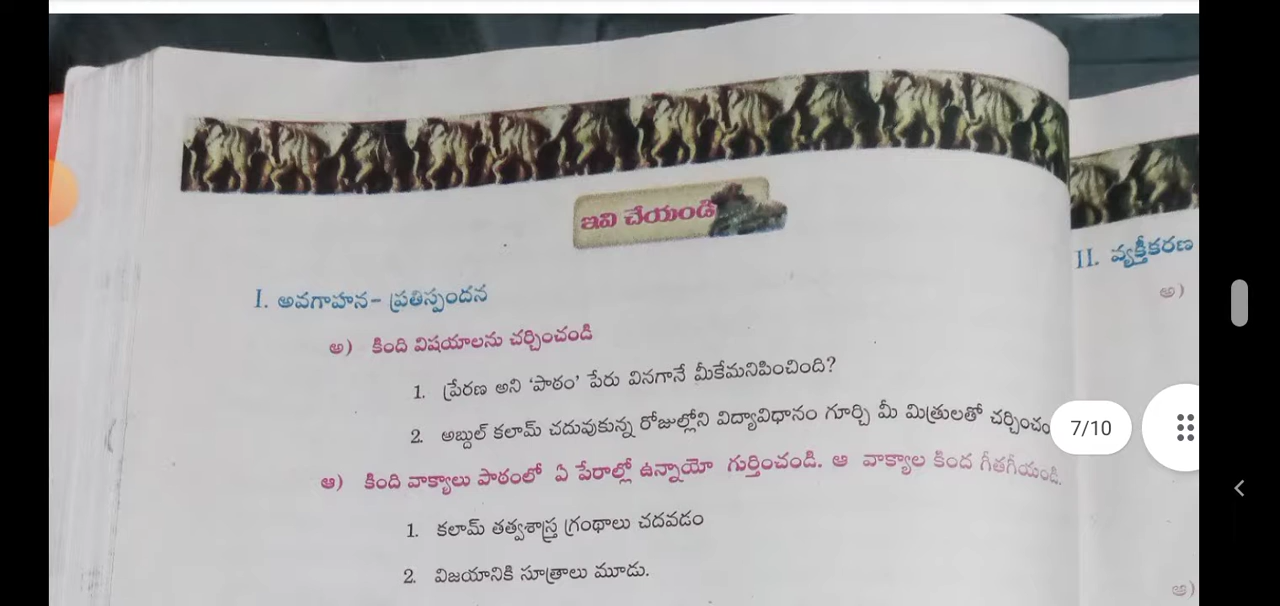 ఇవి చేయండి
I. అవగాహన- ప్రతిస్పందన
అ) కింది విషయాలను చర్చించండి
1. ప్రేరణ అని 'పాఠం' పేరు వినగానే మీకేమనిపించింది?
2. అబ్దుల్ కలామ్ చదువుకున్న రోజుల్లోని విద్యావిధానం గూర్చి మీ మిత్రులతో చర్చించం
ఆ) కింది వాక్యాలు పాఠంలో ఏ పేరాల్లో ఉన్నాయో గుర్తించండి. ఆ వాక్యాల కింద గీతగీయండి.
1. కలామ్ తత్వశాస్త్ర గ్రంథాలు చదవడం
2. విజయానికి సూత్రాలు మూడు.
II. వ్యక్తీకరణ
అ)
ఆ)
7/10